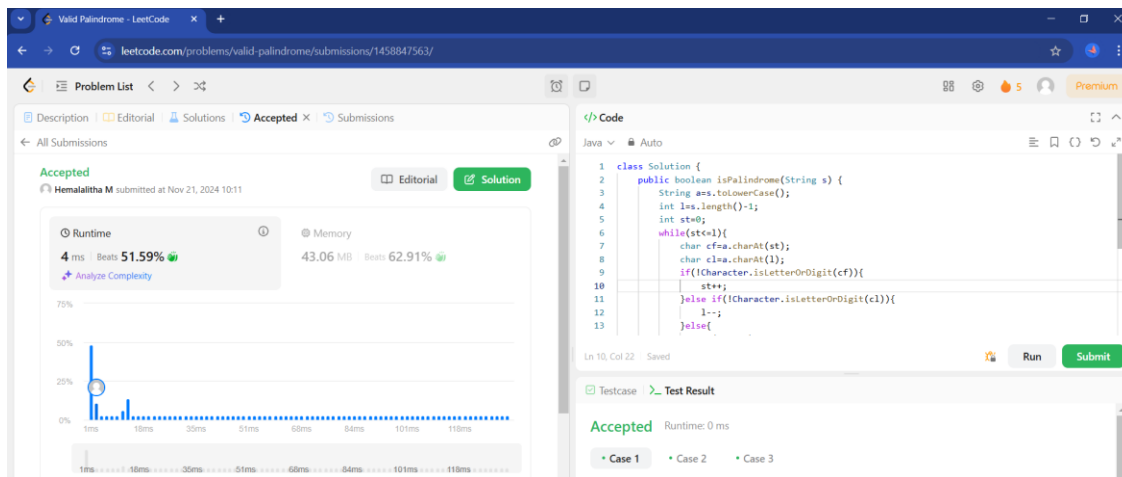 Valid Palindrome - LeetCode
leetcode.com/problems/valid-palindrome/submissions/1458847563/
Problem List
5
Premium
Description
Editorial
Solutions
Accepted
Submissions
All Submissions
Accepted
Hemalalitha M submitted at Nov 21, 2024 10:11
Editorial
Solution
Runtime
4 ms Beats 51.59%
Analyze Complexity
Memory
43.06 MB Beats 62.91%
75%
50%
25%
0%
1ms 18ms 35ms 51ms 68ms 84ms 101ms 118ms
1ms 18ms 35ms 51ms 68ms 84ms 101ms 118ms
</> Code
Java Auto
1 class Solution {
2 public boolean isPalindrome(String s) {
3 String a=s.toLowerCase();
4 int l=s.length()-1;
5 int st=0;
6 while(st<=l){
7 char cf=a.charAt(st);
8 char cl=a.charAt(l);
9 if(!Character.isLetterOrDigit(cf)){
10 st++;
11 }else if(!Character.isLetterOrDigit(cl)){
12 l--;
13 }else{
Ln 10, Col 22 Saved
Run
Submit
Testcase
>_ Test Result
Accepted Runtime: 0 ms
• Case 1 • Case 2 • Case 3